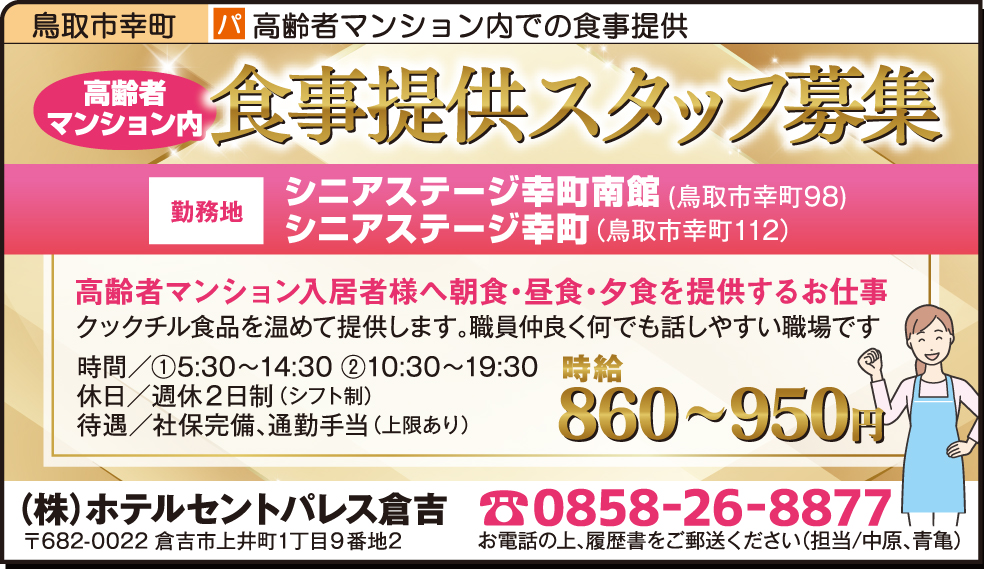 鳥取市幸町 パ 高齢者マンション内での食事提供
高齢者
マンション内
食事提供スタッフ募集
勤務地
シニアステージ幸町南館(鳥取市幸町98)
シニアステージ幸町(鳥取市幸町112)
高齢者マンション入居者様へ朝食・昼食・夕食を提供するお仕事
クックチル食品を温めて提供します。職員仲良く何でも話しやすい職場です
時間／①5:30～14:30 ②10:30～19:30
休日／週休2日制(シフト制)
待遇／社保完備、通勤手当(上限あり)
時給
860～950円
(株)ホテルセントパレス倉吉
〒682-0022 倉吉市上井町1丁目9番地2
☎0858-26-8877
お電話の上、履歴書をご郵送ください(担当/中原、青亀)